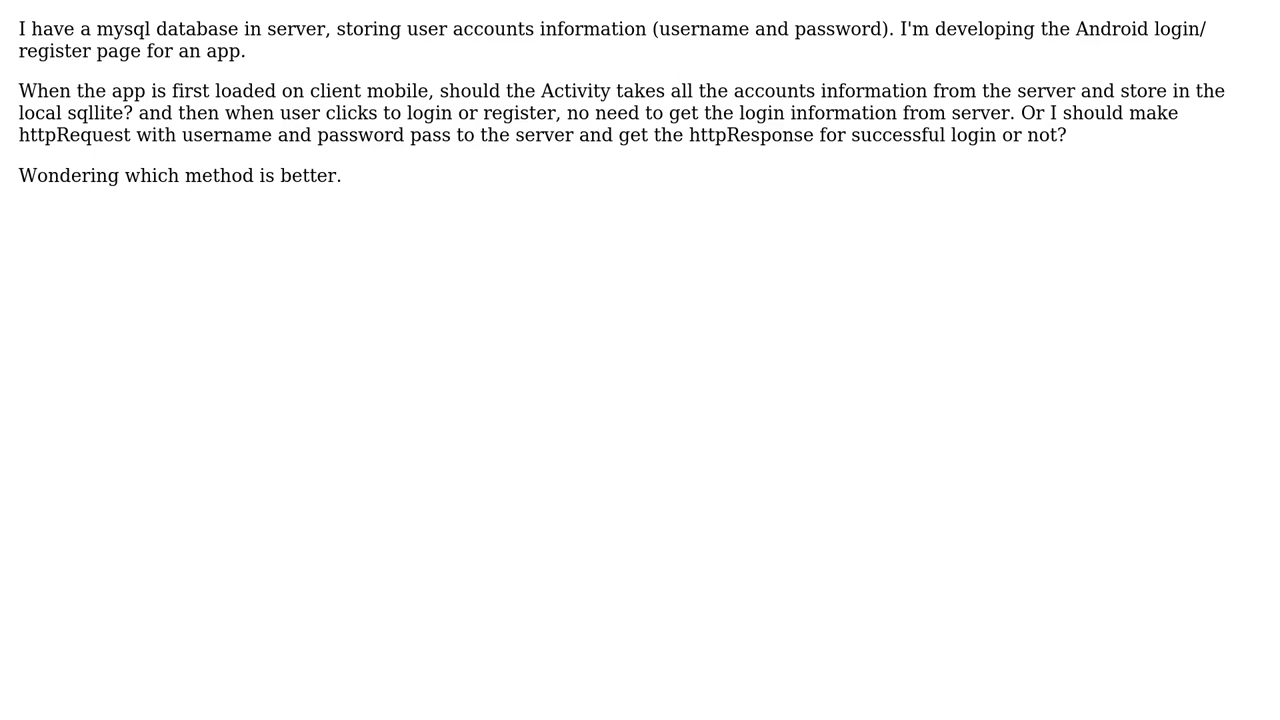 I have a mysql database in server, storing user accounts information (username and password). I'm developing the Android login/
register page for an app.
When the app is first loaded on client mobile, should the Activity takes all the accounts information from the server and store in the
local sqllite? and then when user clicks to login or register, no need to get the login information from server. Or I should make
httpRequest with username and password pass to the server and get the httpResponse for successful login or not?
Wondering which method is better.